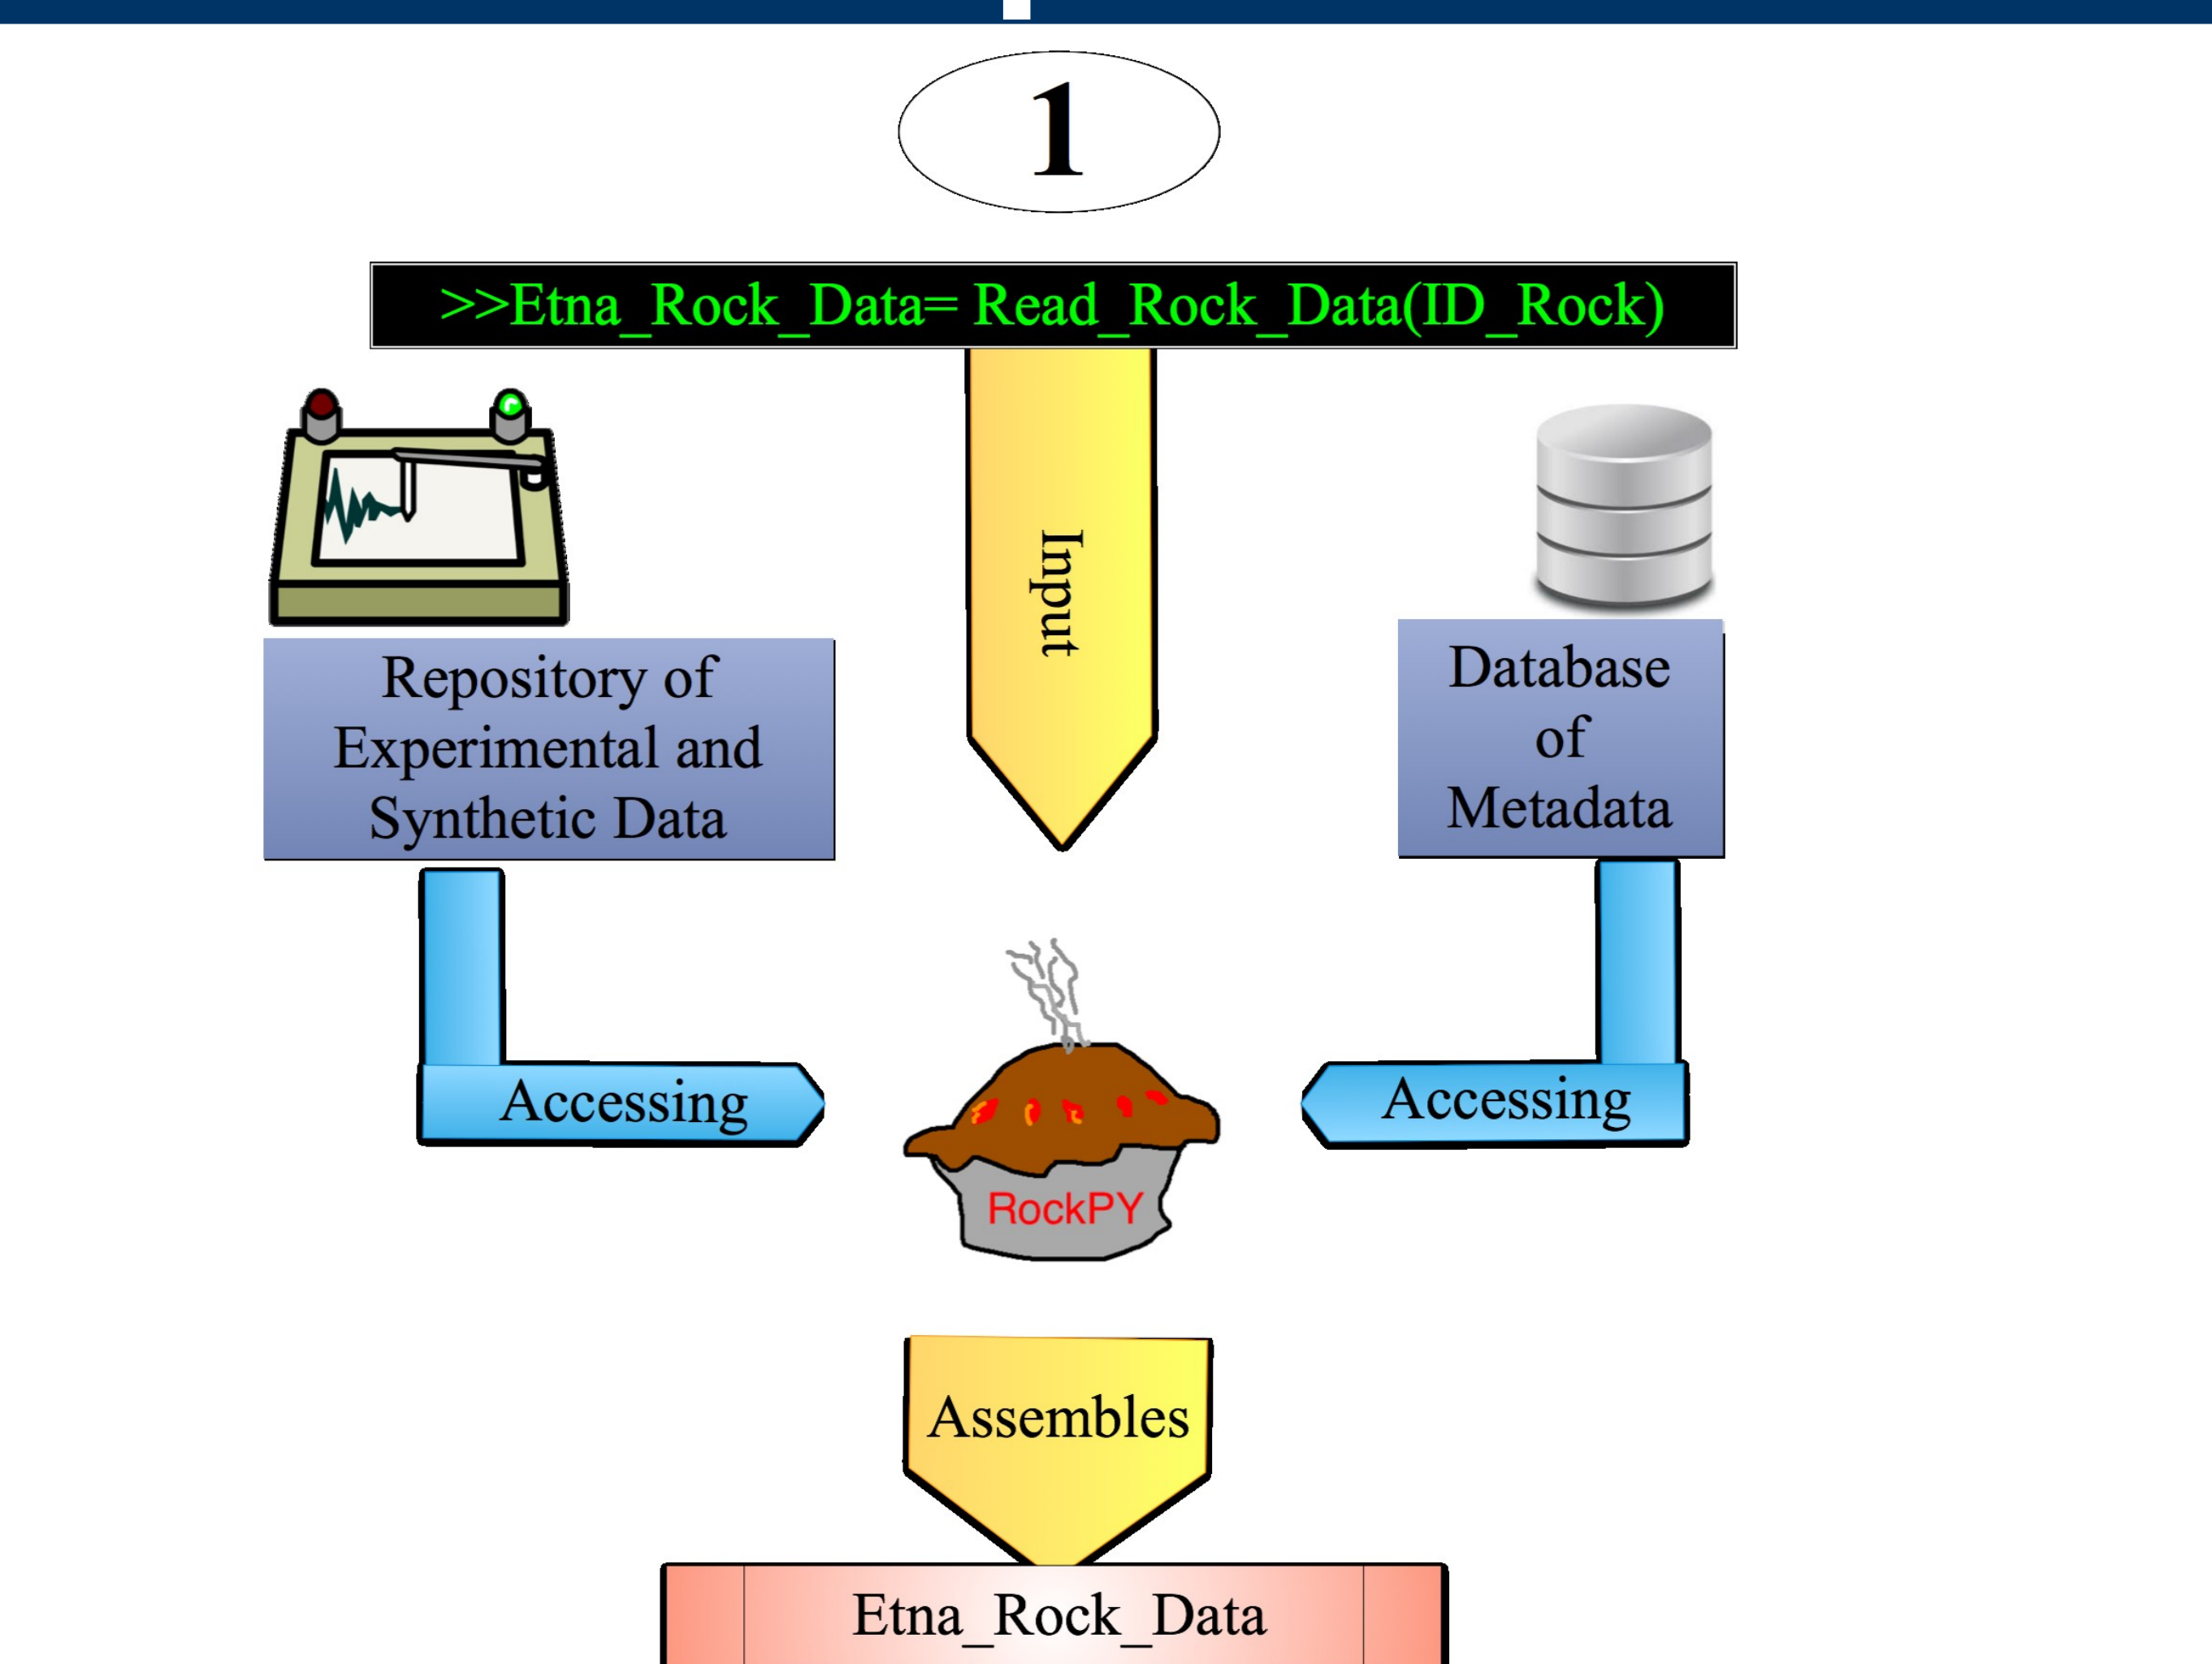 1
>>Etna_Rock_Data= Read_Rock_Data(ID_Rock)
Input
Repository of
Experimental and
Synthetic Data
Database
of
Metadata
Accessing
Accessing
RockPY
Assembles
Etna_Rock_Data